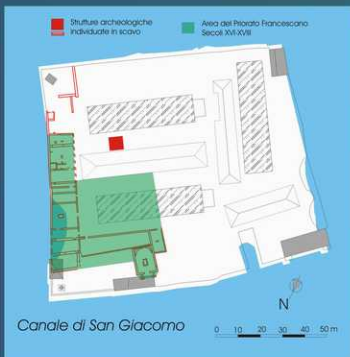 Strutture archeologiche
individuate in scavo
Area del Priorato Francescano
Secoli XVI-XVIII
N
Canale di San Giacomo
0 10 20 30 40 50 m